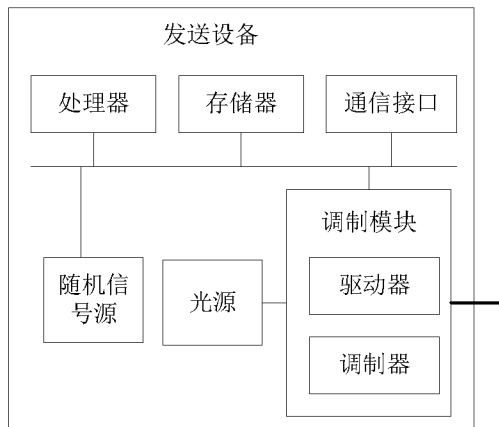 发送设备
处理器
存储器
通信接口
调制模块
随机信
号源
光源
驱动器
调制器